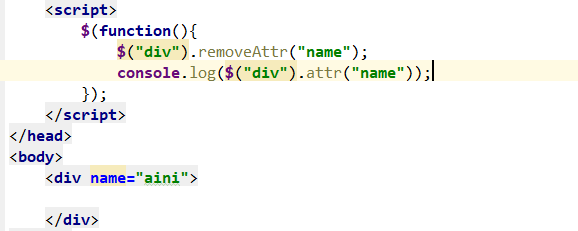 <script>
$(function(){
$("div").removeAttr("name");
console.log($("div").attr("name"));
});
</script>
</head>
<body>
<div name="aini">
</div>